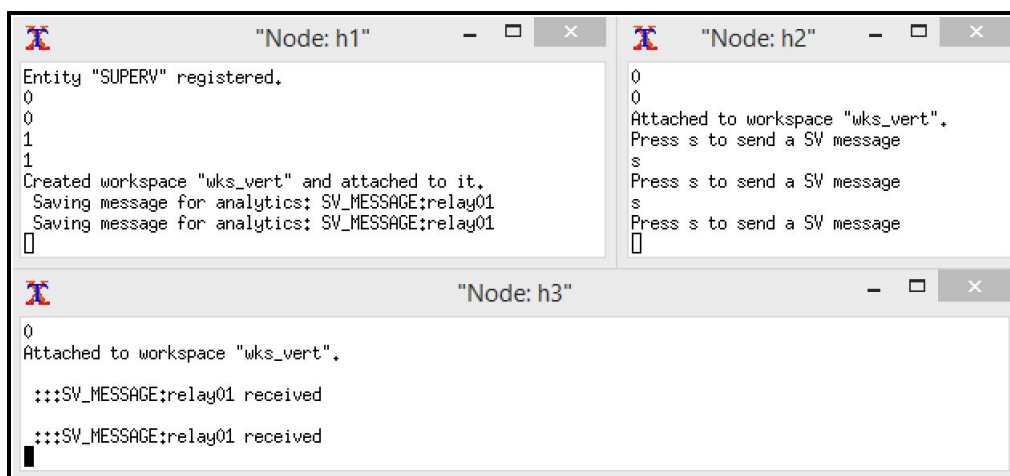 "Node: h1"
Entity "SUPERV" registered.
0
0
1
1
Created workspace "wks_vert" and attached to it.
Saving message for analytics: SV_MESSAGE:relay01
Saving message for analytics: SV_MESSAGE:relay01
"Node: h2"
0
0
Attached to workspace "wks_vert".
Press s to send a SV message
s
Press s to send a SV message
s
Press s to send a SV message
"Node: h3"
0
Attached to workspace "wks_vert".
:::SV_MESSAGE:relay01 received
:::SV_MESSAGE:relay01 received